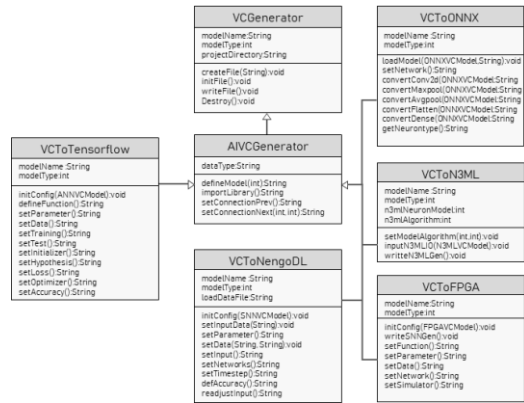 VCGenerator
modelName:String
modelType:int
projectDirectory:String
createFile(String):void
initFile():void
writeFile():void
Destroy():void
VCToONNX
modelName:String
modelType:int
loadModel(ONNXVCModel,String):void
setNetwork():String
convertConv2d(ONNXVCModel:String
convertMaxpool(ONNXVCModel:String
convertAvgpool(ONNXVCModel:String
convertFlatten(ONNXVCModel:String
convertDense(ONNXVCModel:String
getNeurontype():String
VCToTensorflow
modelName:String
modelType:int
initConfig(ANNVCModel):void
defineFunction():String
setParameter():String
setData():String
setTraining():String
setTest():String
setInitializer():String
setHypothesis():String
setLoss():String
setOptimizer():String
setAccuracy():String
AIVCGenerator
dataType:String
defineModel(int):String
importLibrary():String
setConnectionPrev():String
setConnectionNext(int,int):String
VCToN3ML
modelName:String
modelType:int
n3mlNeuronModel:int
n3mlAlgorithm:int
setModelAlgorithm(int,int):void
inputN3MLIO(N3MLVCModel):void
writteN3MLGen():void
VCToNengoDL
modelName:String
modelType:int
loadDataFile:String
initConfig(SNNVCModel):void
setInputData(String):void
setParameter():String
setData(String,String):void
setInput():String
setNetworks():String
setTimestep():String
defAccuracy():String
readjustInput():String
VCToFPGA
modelName:String
modelType:int
initConfig(FPGAVCModel):void
writeSNNGen():void
setFunction():String
setParameter():String
setData():String
setNetwork():String
setSimulator():String